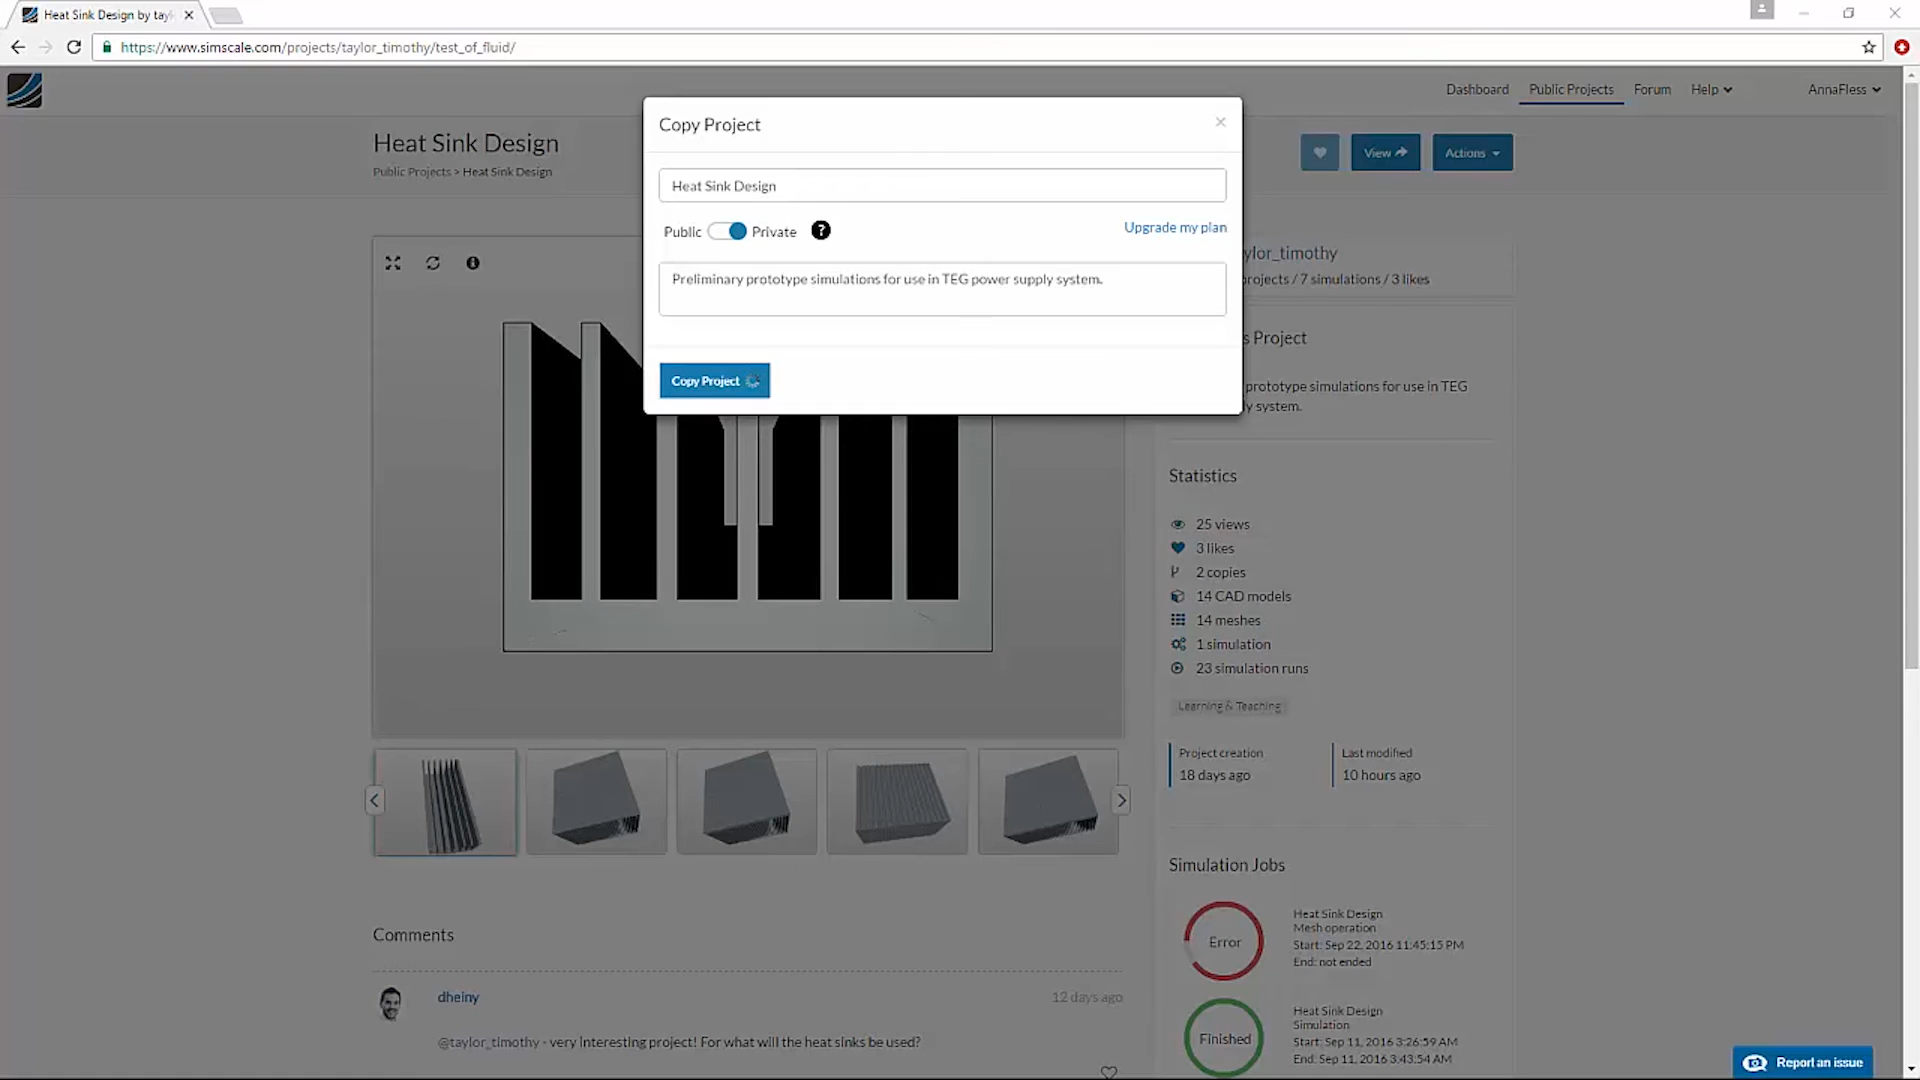 Heat Sink Design by tayl
https://www.simscale.com/projects/taylor_timothy/test_of_fluid/
Dashboard Public Projects Forum Help AnnaFless
Heat Sink Design
Public Projects > Heat Sink Design
View Actions
Copy Project
×
Heat Sink Design
Public Private ? Upgrade my plan
Preliminary prototype simulations for use in TEG power supply system.
Copy Project
ylor_timothy
rojects / 7 simulations / 3 likes
s Project
prototype simulations for use in TEG
ly system.
Statistics
25 views
3 likes
2 copies
14 CAD models
14 meshes
1 simulation
23 simulation runs
Learning & Teaching
Project creation
18 days ago
Last modified
10 hours ago
Simulation Jobs
Error
Heat Sink Design
Mesh operation
Start: Sep 22, 2016 11:45:15 PM
End: not ended
Finished
Heat Sink Design
Simulation
Start: Sep 11, 2016 3:26:59 AM
End: Sep 11, 2016 3:43:54 AM
Comments
dheiny 12 days ago
@taylor_timothy - very interesting project! For what will the heat sinks be used?
Report an issue